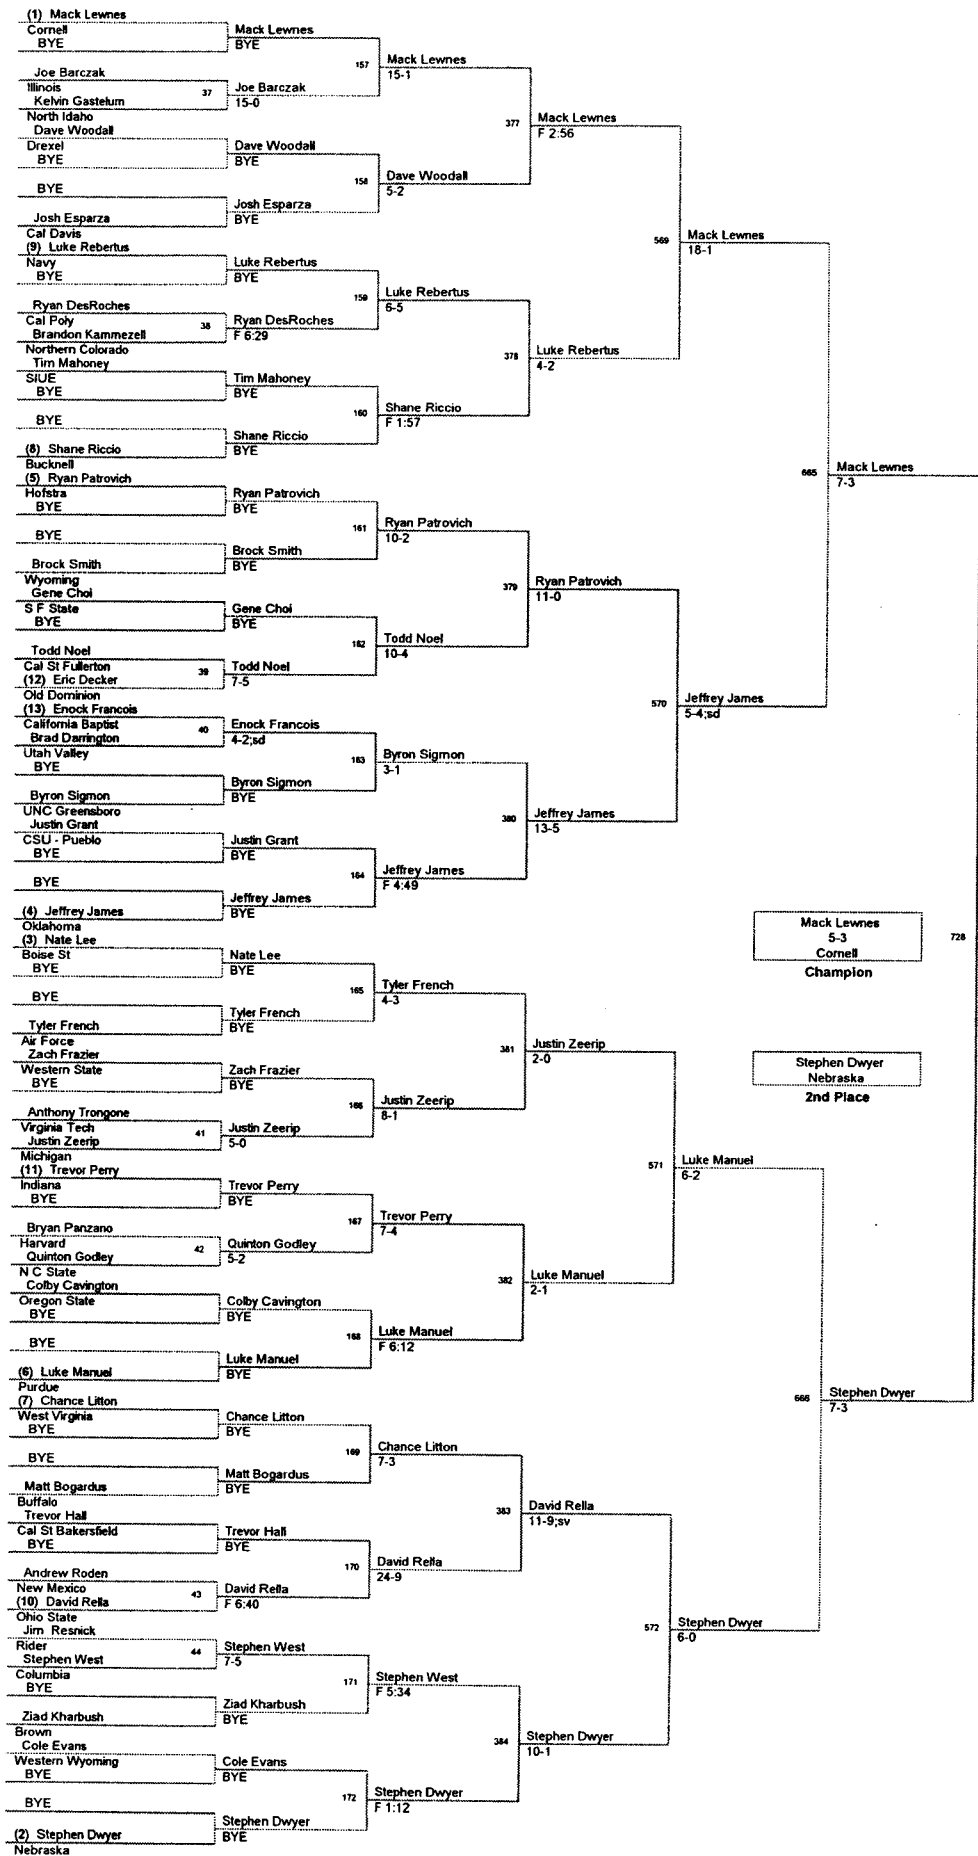 (1) Mack Lewnes
Cornell
BYE
Mack Lewnes
BYE
157
Mack Lewnes
15-1
Joe Barczak
Illinois
37
Kelvin Gastelum
Joe Barczak
15-0
North Idaho
Dave Woodall
Drexel
BYE
Dave Woodall
BYE
158
Dave Woodall
5-2
BYE
Josh Esparza
BYE
Josh Esparza
Cal Davis
377
Mack Lewnes
F 2:56
(9) Luke Rebertus
Navy
BYE
Luke Rebertus
BYE
159
Luke Rebertus
6-5
Ryan DesRoches
Cal Poly
38
Brandon Kammezell
Ryan DesRoches
F 6:29
Northern Colorado
Tim Mahoney
SIUE
BYE
Tim Mahoney
BYE
160
Shane Riccio
F 1:57
BYE
Shane Riccio
BYE
(8) Shane Riccio
Bucknell
378
Luke Rebertus
4-2
569
Mack Lewnes
18-1
(5) Ryan Patrovich
Hofstra
BYE
Ryan Patrovich
BYE
161
Ryan Patrovich
10-2
BYE
Brock Smith
BYE
Brock Smith
Wyoming
Gene Choi
S F State
BYE
Gene Choi
BYE
162
Todd Noel
10-4
Todd Noel
Cal St Fullerton
39
(12) Eric Decker
Todd Noel
7-5
Old Dominion
379
Ryan Patrovich
11-0
(13) Enock Francois
California Baptist
40
Brad Darrington
Enock Francois
4-2;sd
Utah Valley
BYE
163
Byron Sigmon
3-1
Byron Sigmon
BYE
Byron Sigmon
UNC Greensboro
Justin Grant
CSU - Pueblo
BYE
Justin Grant
BYE
164
Jeffrey James
F 4:49
BYE
Jeffrey James
BYE
(4) Jeffrey James
Oklahoma
380
Jeffrey James
13-5
570
Jeffrey James
5-4;sd
665
Mack Lewnes
7-3
(3) Nate Lee
Boise St
BYE
Nate Lee
BYE
165
Tyler French
4-3
BYE
Tyler French
BYE
Tyler French
Air Force
Zach Frazier
Western State
BYE
Zach Frazier
BYE
166
Justin Zeerip
8-1
Anthony Trongone
Virginia Tech
41
Justin Zeerip
Justin Zeerip
5-0
Michigan
381
Justin Zeerip
2-0
(11) Trevor Perry
Indiana
BYE
Trevor Perry
BYE
167
Trevor Perry
7-4
Bryan Panzano
Harvard
42
Quinton Godley
Quinton Godley
5-2
N C State
Colby Cavington
Oregon State
BYE
Colby Cavington
BYE
168
Luke Manuel
F 6:12
BYE
Luke Manuel
BYE
(6) Luke Manuel
Purdue
382
Luke Manuel
2-1
571
Luke Manuel
6-2
(7) Chance Litton
West Virginia
BYE
Chance Litton
BYE
169
Chance Litton
7-3
BYE
Matt Bogardus
BYE
Matt Bogardus
Buffalo
Trevor Hall
Cal St Bakersfield
BYE
Trevor Hall
BYE
170
David Rella
24-9
Andrew Roden
New Mexico
43
(10) David Rella
David Rella
F 6:40
Ohio State
383
David Rella
11-9;sv
Jim Resnick
Rider
44
Stephen West
Stephen West
7-5
Columbia
BYE
171
Stephen West
F 5:34
Ziad Kharbush
BYE
Ziad Kharbush
Brown
Cole Evans
Western Wyoming
BYE
Cole Evans
BYE
172
Stephen Dwyer
F 1:12
BYE
Stephen Dwyer
BYE
(2) Stephen Dwyer
Nebraska
384
Stephen Dwyer
10-1
572
Stephen Dwyer
6-0
666
Stephen Dwyer
7-3
Mack Lewnes
5-3
Cornell
Champion
728
Stephen Dwyer
Nebraska
2nd Place